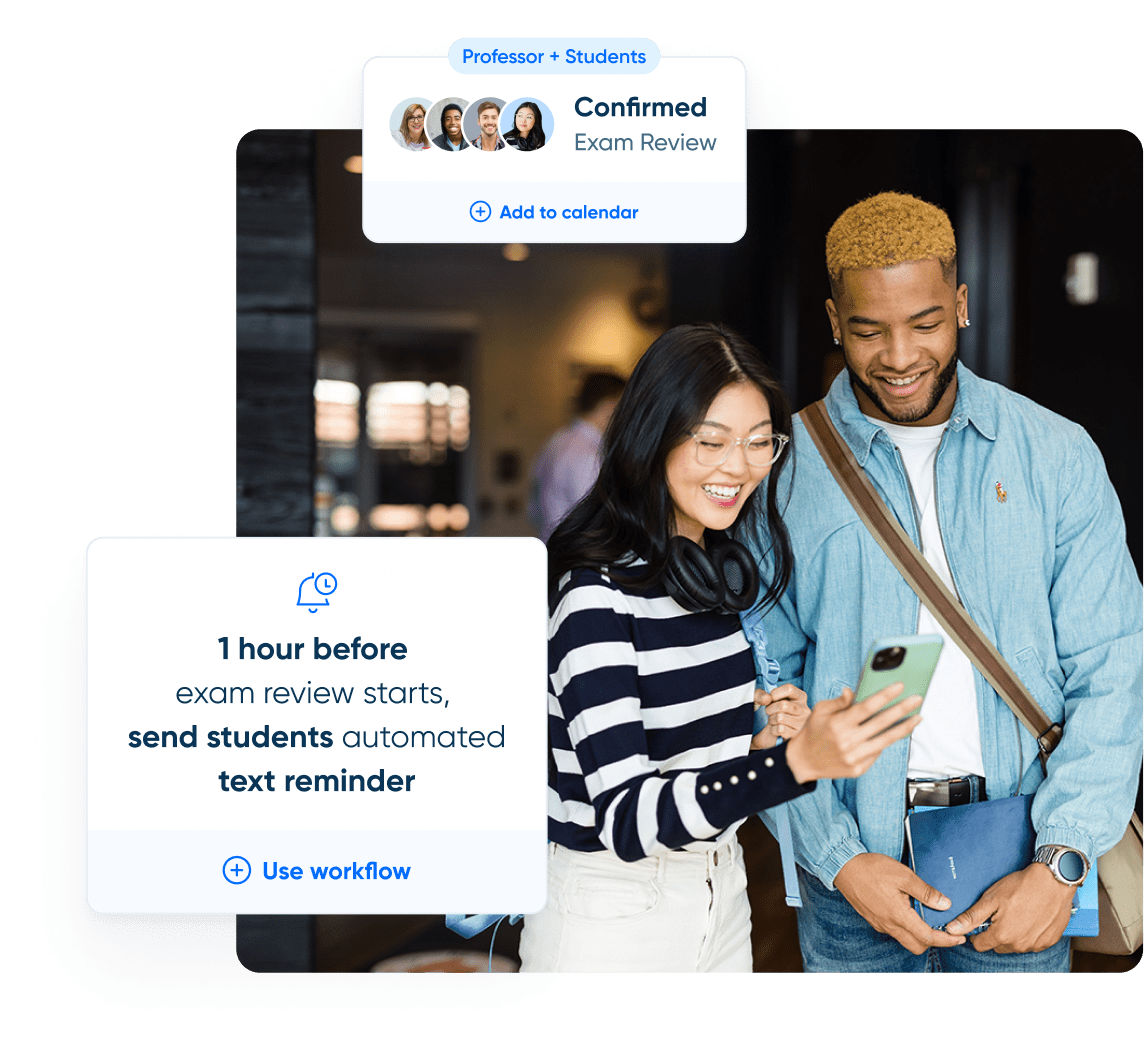 Professor + Students
Confirmed
Exam Review
Add to calendar
1 hour before
exam review starts,
send students automated
text reminder
Use workflow